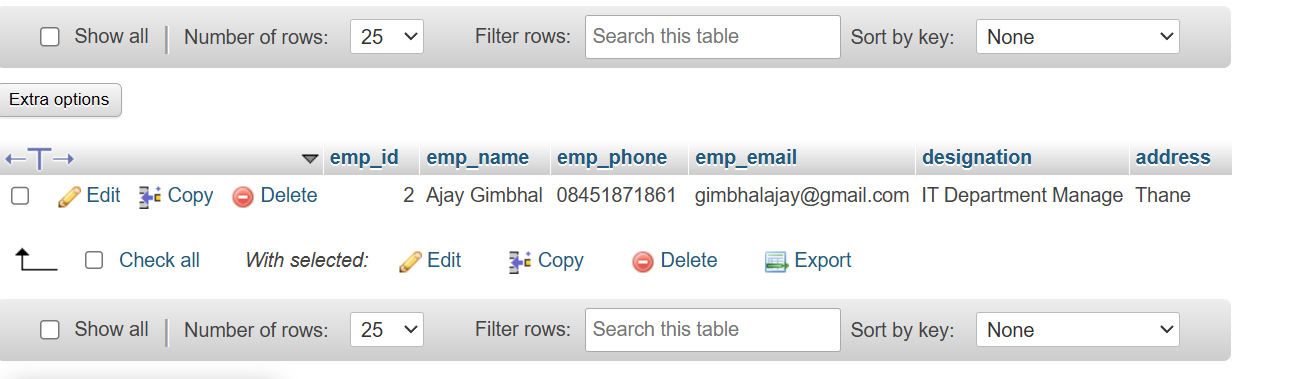 Show all Number of rows: 25 Filter rows: Search this table Sort by key: None
Extra options
emp_id emp_name emp_phone emp_email designation address
Edit Copy Delete 2 Ajay Gimbhal 08451871861 gimbhalajay@gmail.com IT Department Manage Thane
Check all With selected: Edit Copy Delete Export
Show all Number of rows: 25 Filter rows: Search this table Sort by key: None